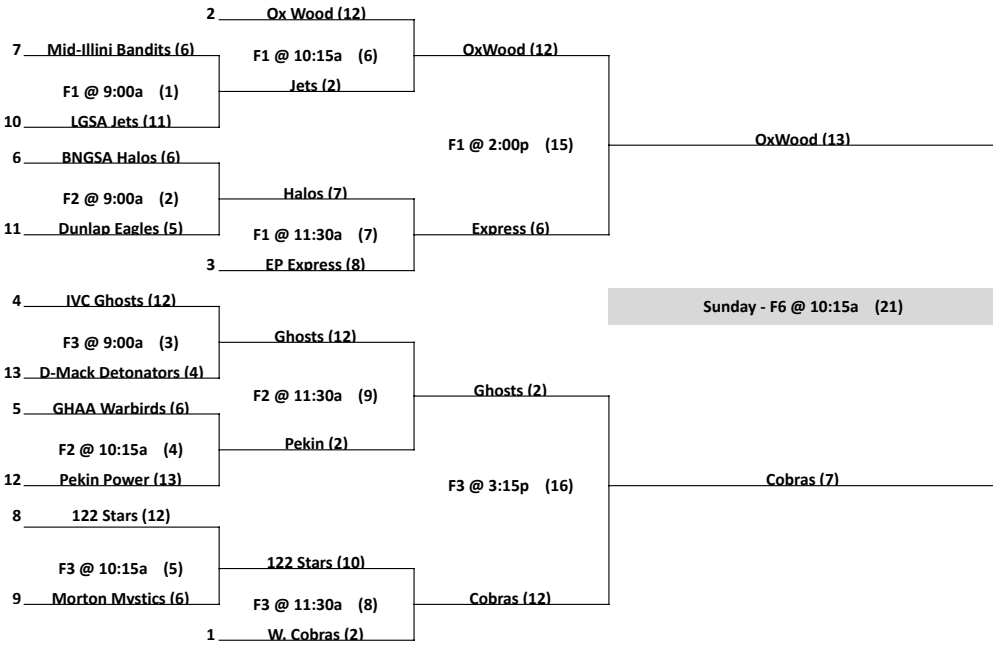 2 Ox Wood (12)
7 Mid-Illini Bandits (6)
F1 @ 10:15a (6)
OxWood (12)
F1 @ 9:00a (1)
Jets (2)
10 LGSA Jets (11)
F1 @ 2:00p (15)
OxWood (13)
6 BNGSA Halos (6)
F2 @ 9:00a (2)
Halos (7)
11 Dunlap Eagles (5)
F1 @ 11:30a (7)
Express (6)
3 EP Express (8)
4 IVC Ghosts (12)
Sunday - F6 @ 10:15a (21)
F3 @ 9:00a (3)
Ghosts (12)
13 D-Mack Detonators (4)
F2 @ 11:30a (9)
Ghosts (2)
5 GHAA Warbirds (6)
F2 @ 10:15a (4)
Pekin (2)
12 Pekin Power (13)
F3 @ 3:15p (16)
Cobras (7)
8 122 Stars (12)
F3 @ 10:15a (5)
122 Stars (10)
9 Morton Mystics (6)
F3 @ 11:30a (8)
Cobras (12)
1 W. Cobras (2)